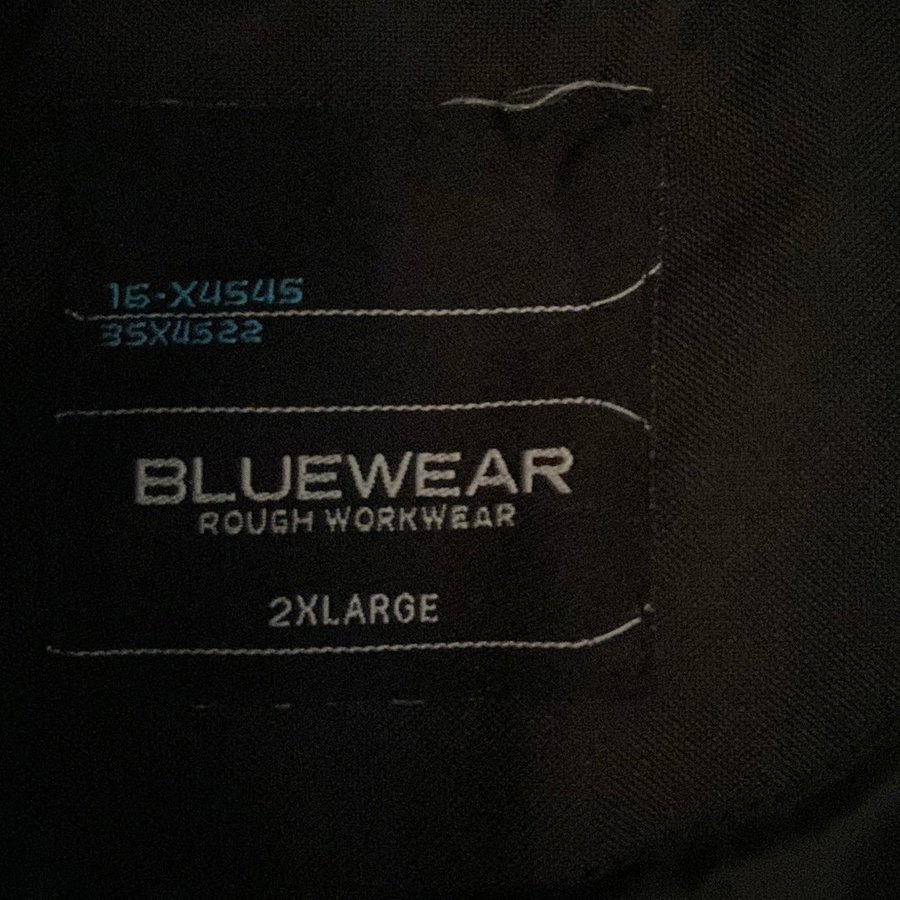 16-X4545
35X4522
BLUEWEAR
ROUGH WORKWEAR
2XLARGE